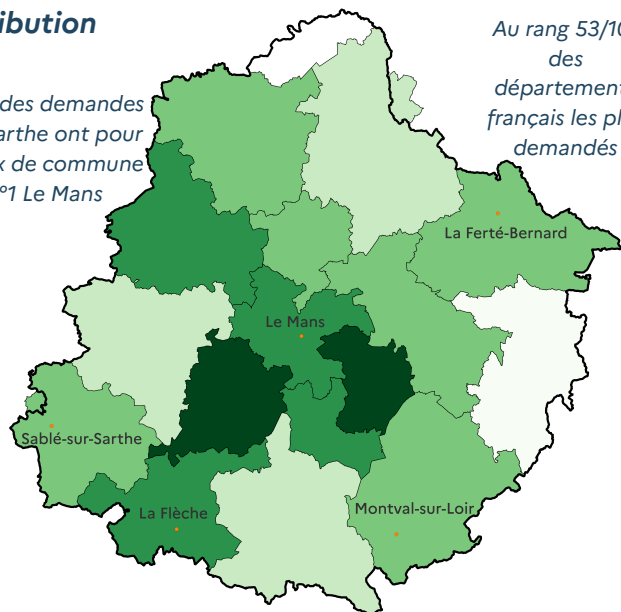 ibution
des demandes
arthe ont pour
x de commune
°1 Le Mans
Au rang 53/10
des
département
français les pl
demandés
La Ferté-Bernard
Le Mans
Sablé-sur-Sarthe
La Flèche
Montval-sur-Loir